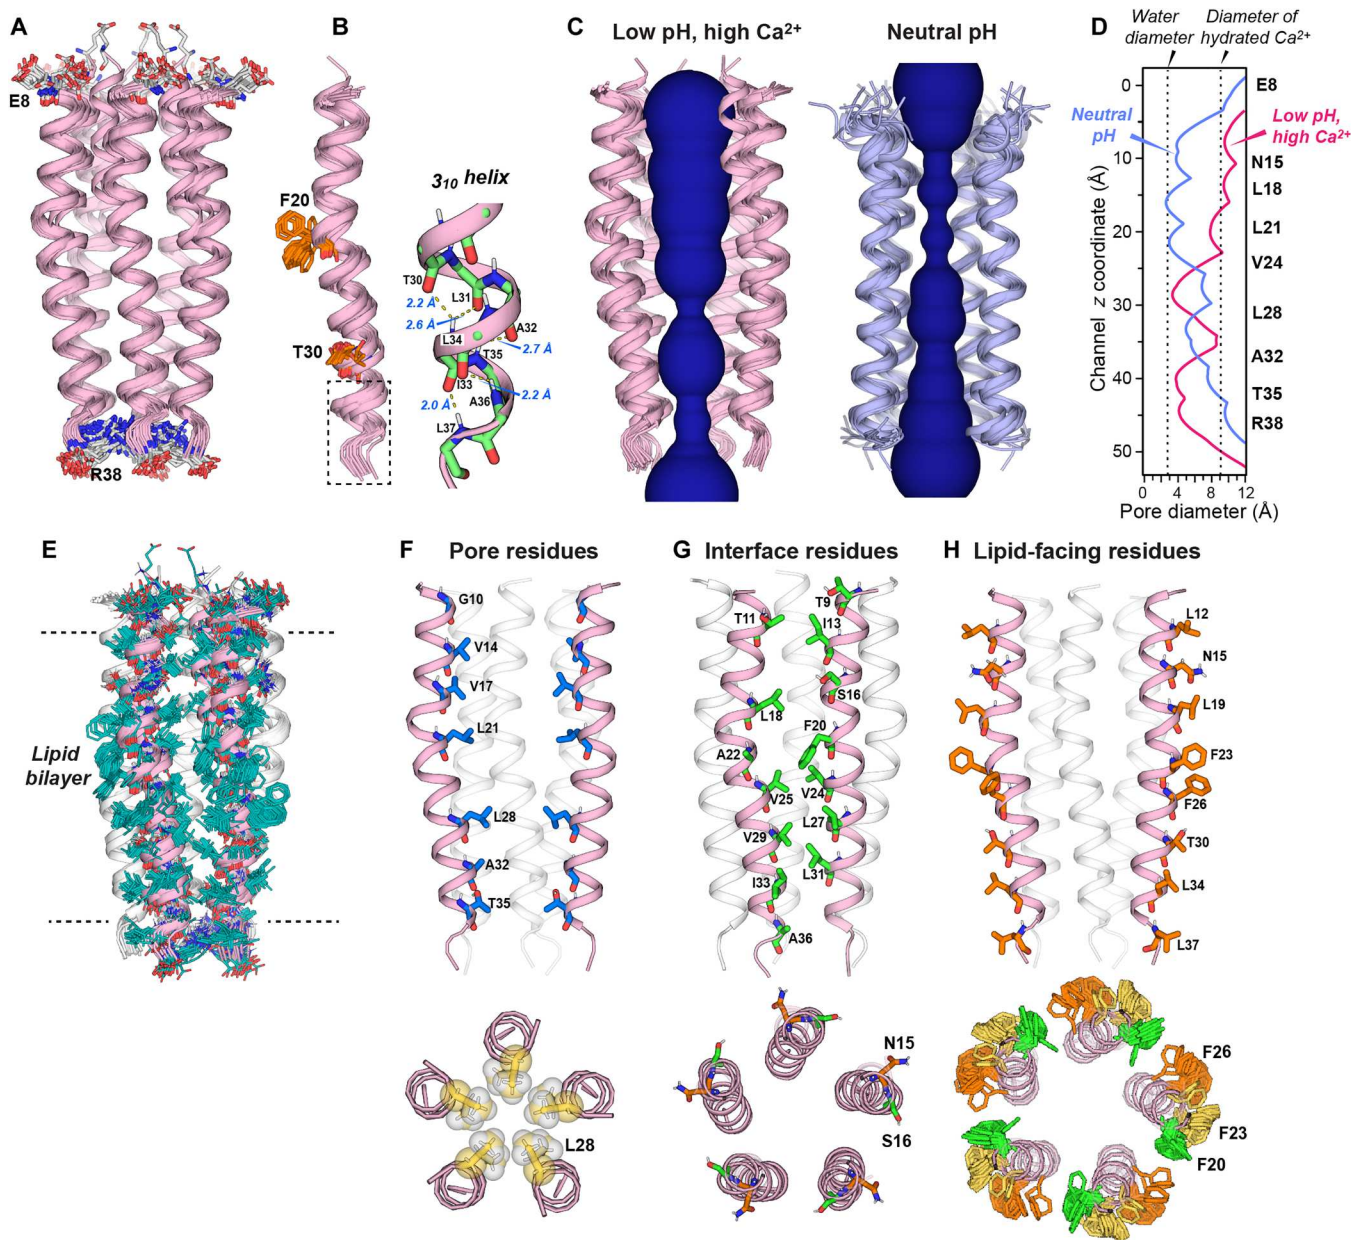 A
E8
R38
B
F20
T30
3₁₀ helix
T30
2.2 Å
L31
2.6 Å
A32
L34
2.7 Å
T35
I33
A36
2.2 Å
2.0 Å
L37
C
Low pH, high Ca²⁺
Neutral pH
D
Water
diameter
Diameter of
hydrated Ca²⁺
Neutral
pH
Low pH,
high Ca²⁺
Channel z coordinate (Å)
0
10
20
30
40
50
E8
N15
L18
L21
V24
L28
A32
T35
R38
0
4
8
12
Pore diameter (Å)
E
Lipid
bilayer
F
Pore residues
G10
V14
V17
L21
L28
A32
T35
L28
G
Interface residues
T9
T11
I13
S16
L18
F20
A22
V25
V24
L27
V29
L31
I33
A36
N15
S16
H
Lipid-facing residues
L12
N15
L19
F23
F26
T30
L34
L37
F26
F23
F20